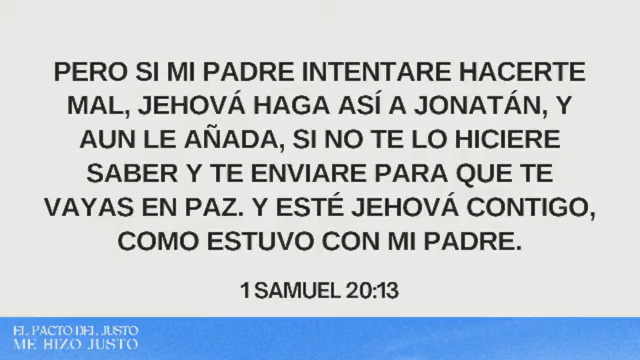 PERO SI MI PADRE INTENTARE HACERTE
MAL, JEHOVÁ HAGA ASÍ A JONATÁN, Y
AUN LE AÑADA, SI NO TE LO HICIERE
SABER Y TE ENVIARE PARA QUE TE
VAYAS EN PAZ. Y ESTÉ JEHOVÁ CONTIGO,
COMO ESTUVO CON MI PADRE.
1 SAMUEL 20:13
EL PACTO DEL JUSTO
ME HIZO JUSTO